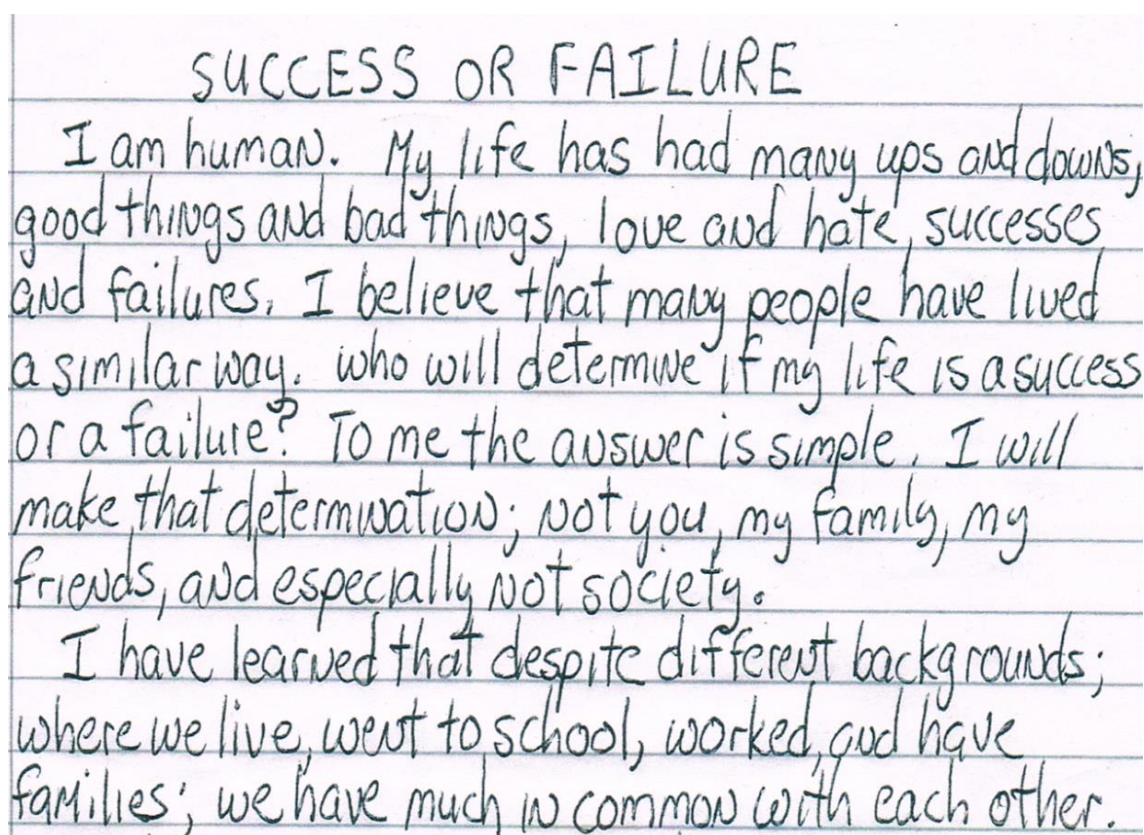 SUCCESS OR FAILURE
I am human. My life has had many ups and downs,
good things and bad things, love and hate, successes
and failures. I believe that many people have lived
a similar way. who will determine if my life is a success
or a failure? To me the answer is simple. I will
make that determination; not you, my family, my
friends, and especially not society.
I have learned that despite different backgrounds;
where we live, went to school, worked, and have
families; we have much in common with each other.